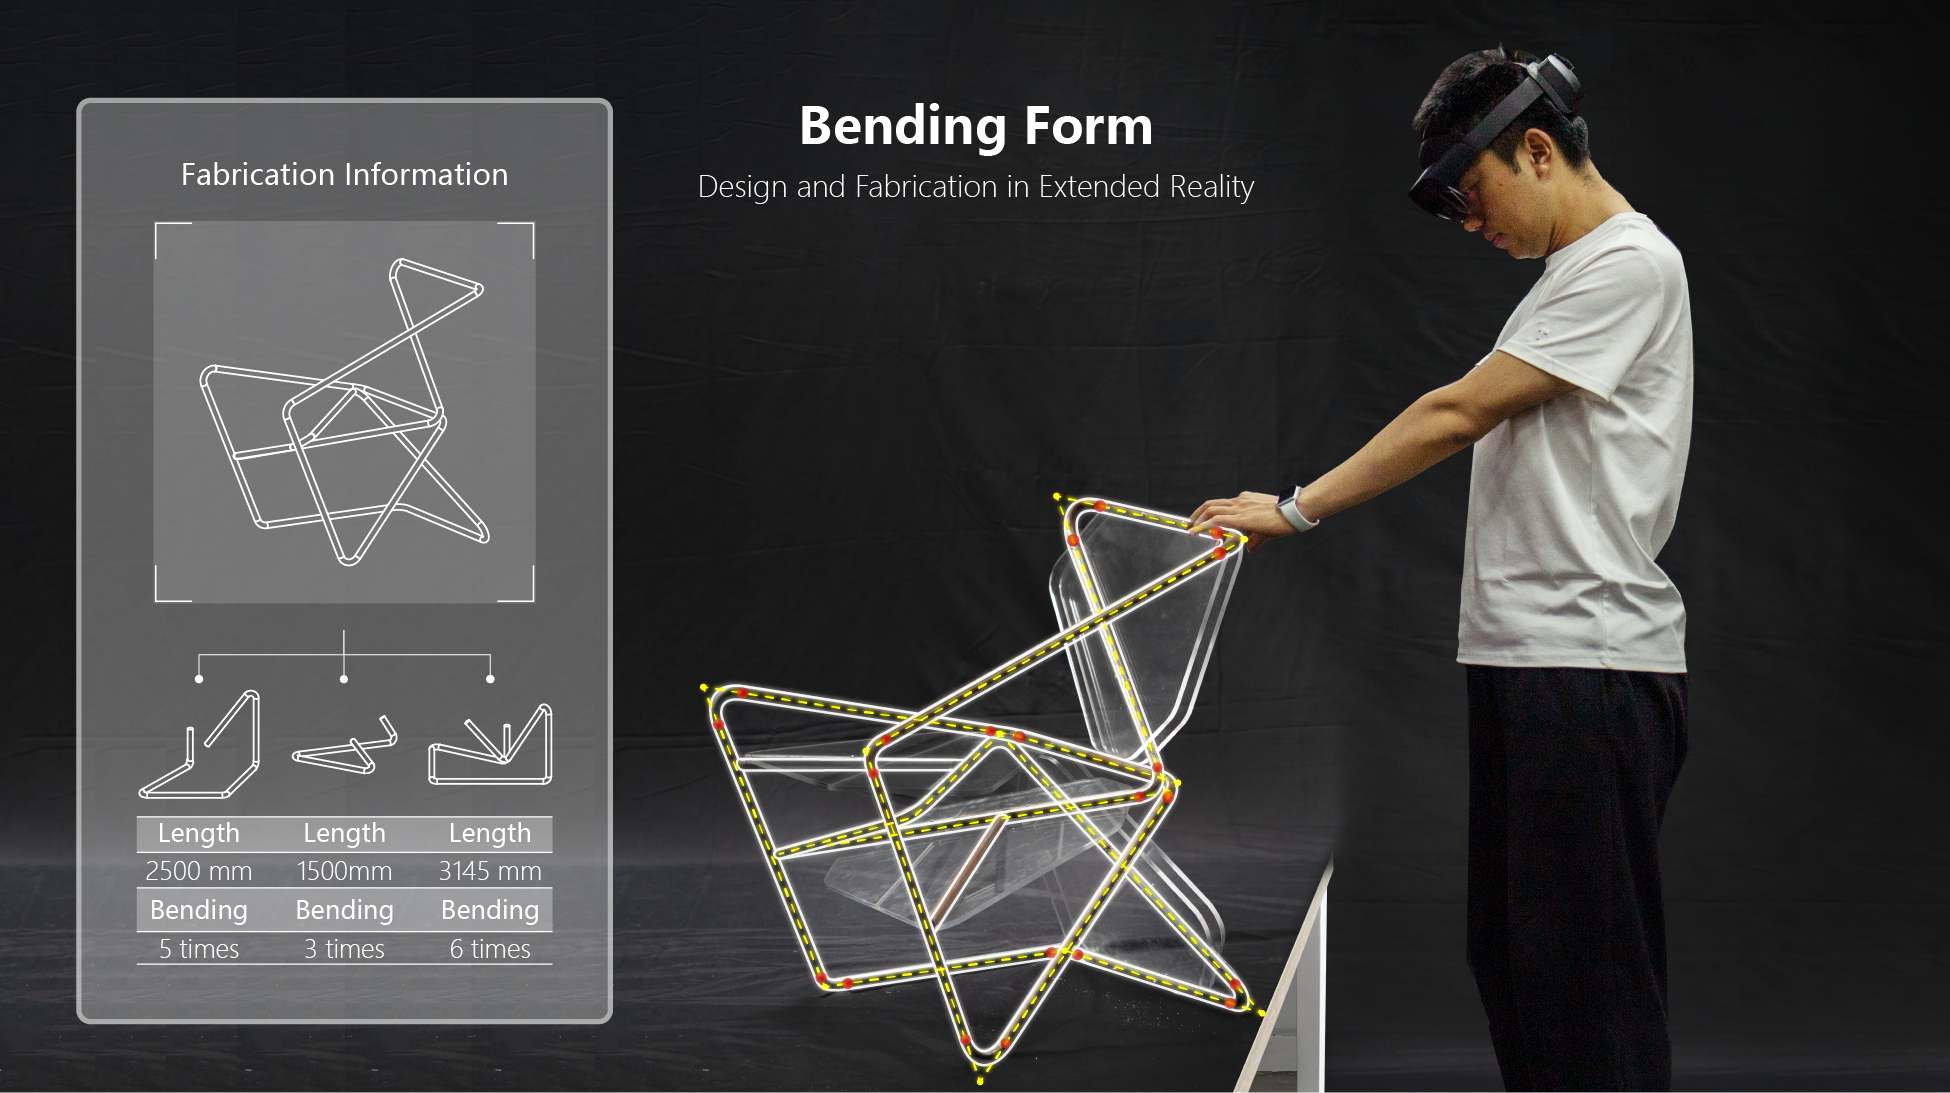 Bending Form
Design and Fabrication in Extended Reality
Fabrication Information
Length Length Length
2500 mm 1500mm 3145 mm
Bending Bending Bending
5 times 3 times 6 times